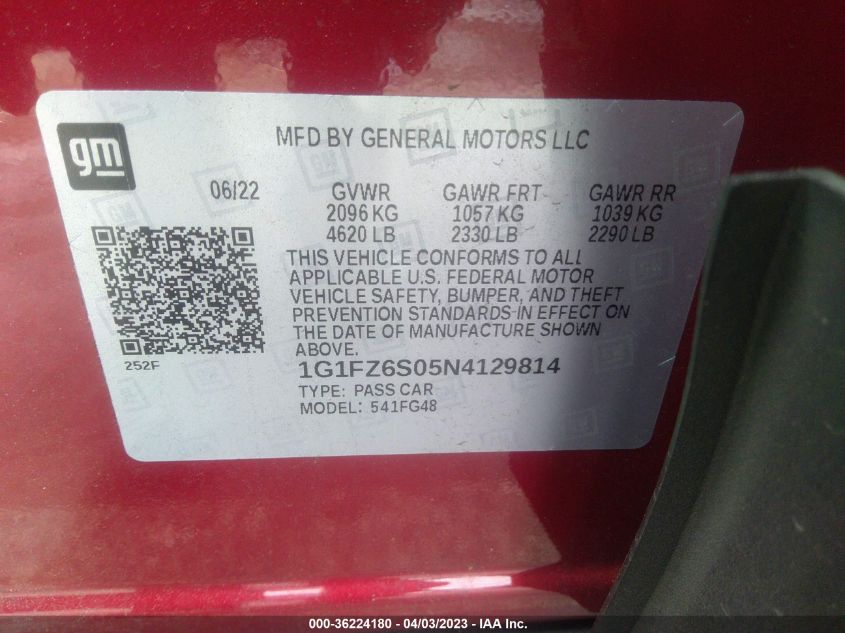 gm
MFD BY GENERAL MOTORS LLC
06/22 GVWR GAWR FRT GAWR RR
2096 KG 1057 KG 1039 KG
4620 LB 2330 LB 2290 LB
THIS VEHICLE CONFORMS TO ALL
APPLICABLE U.S. FEDERAL MOTOR
VEHICLE SAFETY, BUMPER, AND THEFT
PREVENTION STANDARDS IN EFFECT ON
THE DATE OF MANUFACTURE SHOWN
ABOVE.
252F
1G1FZ6S05N4129814
TYPE: PASS CAR
MODEL: 541FG48
000-36224180 - 04/03/2023 - IAA Inc.